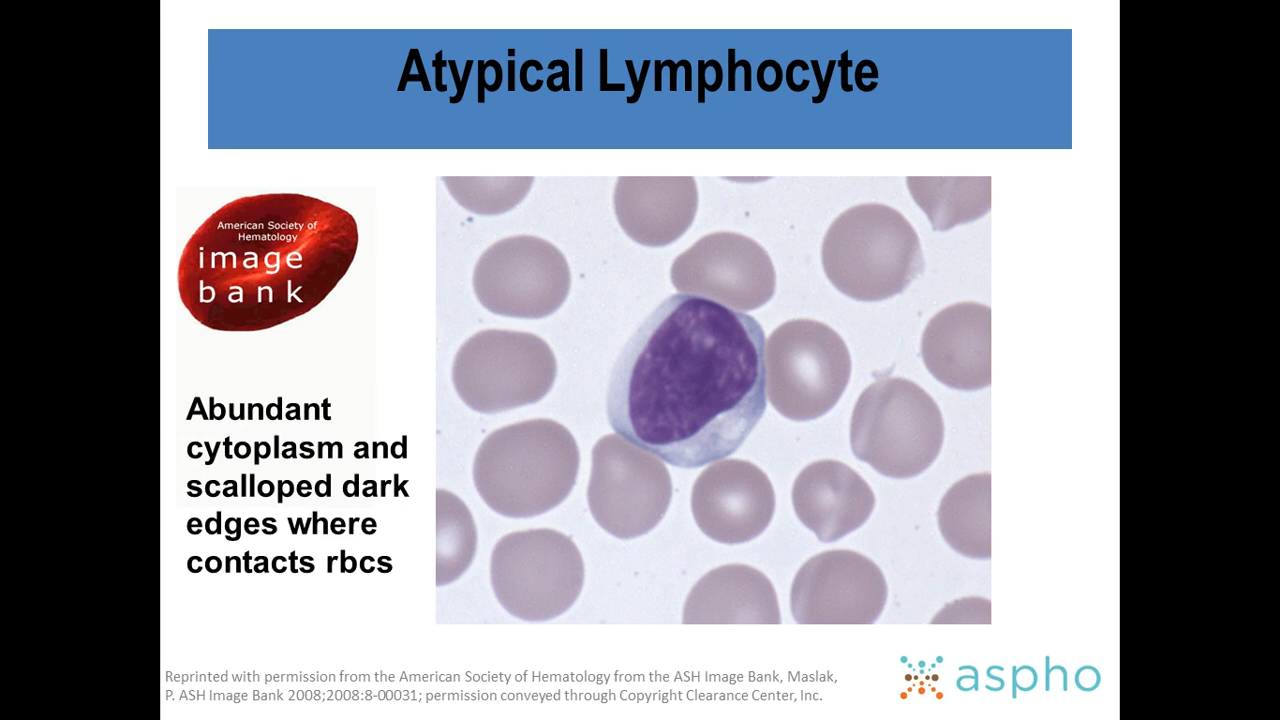 Atypical Lymphocyte
American Society of
Hematology
image
bank
Abundant
cytoplasm and
scalloped dark
edges where
contacts rbcs
Reprinted with permission from the American Society of Hematology from the ASH Image Bank, Maslak,
P. ASH Image Bank 2008;2008:8-00031; permission conveyed through Copyright Clearance Center, Inc.
aspho